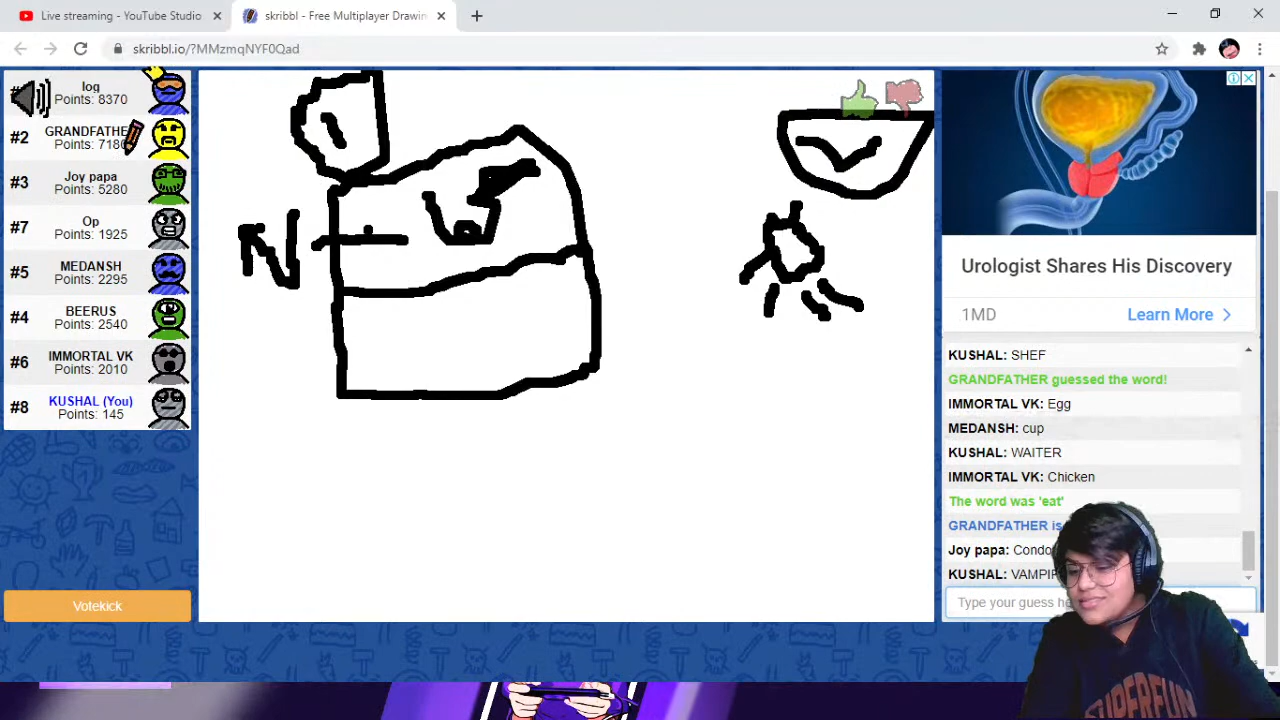 Live streaming - YouTube Studio
skribbl - Free Multiplayer Drawin
skribbl.io/?MMzmqNYF0Qad
log
Points: 8370
#2
GRANDFATHE
Points: 7180
#3
Joy papa
Points: 5280
#7
Op
Points: 1925
#5
MEDANSH
Points: 2295
#4
BEERUS
Points: 2540
#6
IMMORTAL VK
Points: 2010
#8
KUSHAL (You)
Points: 145
Votekick
N
Urologist Shares His Discovery
1MD
Learn More
KUSHAL: SHEF
GRANDFATHER guessed the word!
IMMORTAL VK: Egg
MEDANSH: cup
KUSHAL: WAITER
IMMORTAL VK: Chicken
The word was 'eat'
GRANDFATHER is
Joy papa: Condo
KUSHAL: VAMPIR
Type your guess he
SUPERFUN